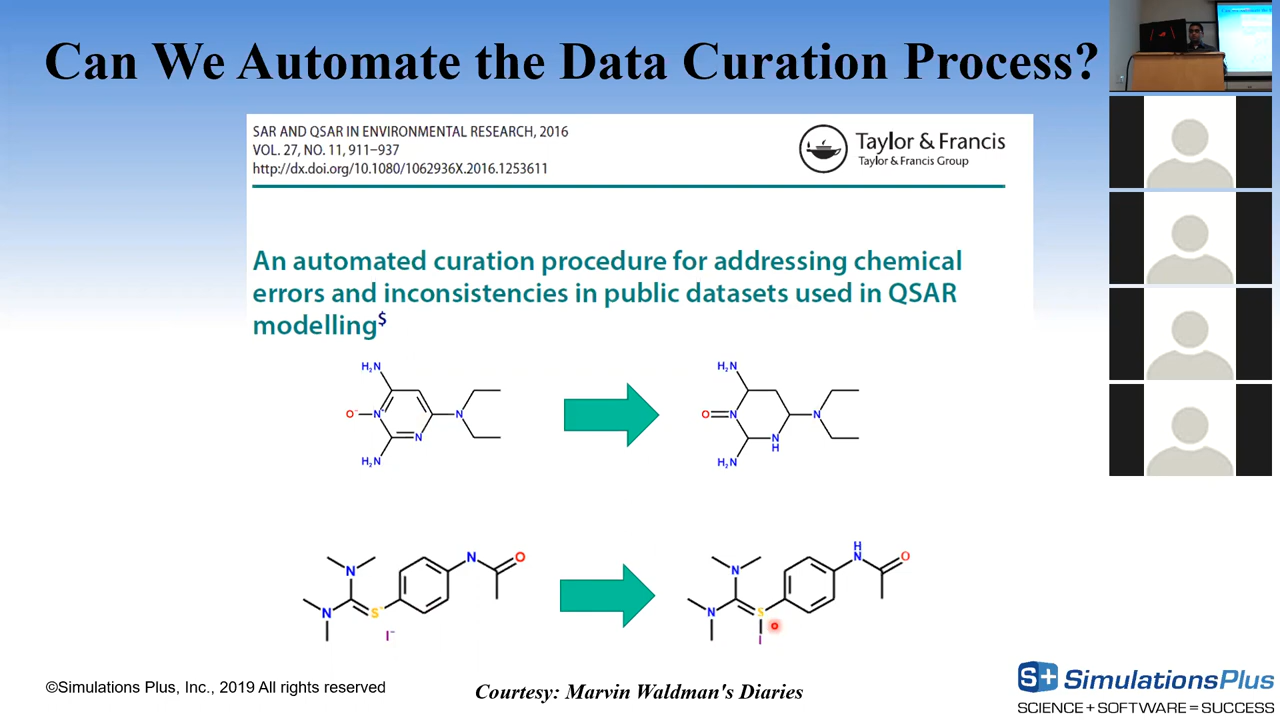 Can We Automate the Data Curation Process?
SAR AND QSAR IN ENVIRONMENTAL RESEARCH, 2016
VOL. 27, NO. 11, 911–937
http://dx.doi.org/10.1080/1062936X.2016.1253611
Taylor & Francis
Taylor & Francis Group
An automated curation procedure for addressing chemical
errors and inconsistencies in public datasets used in QSAR
modelling$
H₂N
O⁻ N⁺ N
N
H₂N
H₂N
O N N
N
H
H₂N
N O
N
N S
I⁻
H
N O
N
N S
I
©Simulations Plus, Inc., 2019 All rights reserved
Courtesy: Marvin Waldman's Diaries
S+ SimulationsPlus
SCIENCE + SOFTWARE = SUCCESS